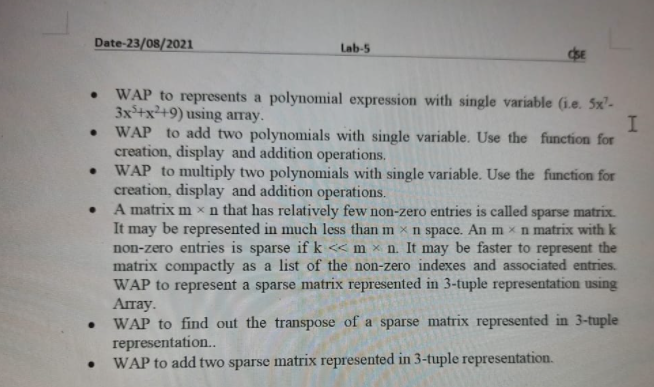 Date-23/08/2021 Lab-5 CSE
• WAP to represents a polynomial expression with single variable (i.e. 5x⁷-
3x⁵+x²+9) using array.
• WAP to add two polynomials with single variable. Use the function for
creation, display and addition operations.
• WAP to multiply two polynomials with single variable. Use the function for
creation, display and addition operations.
• A matrix m × n that has relatively few non-zero entries is called sparse matrix.
It may be represented in much less than m × n space. An m × n matrix with k
non-zero entries is sparse if k << m × n. It may be faster to represent the
matrix compactly as a list of the non-zero indexes and associated entries.
WAP to represent a sparse matrix represented in 3-tuple representation using
Array.
• WAP to find out the transpose of a sparse matrix represented in 3-tuple
representation..
• WAP to add two sparse matrix represented in 3-tuple representation.